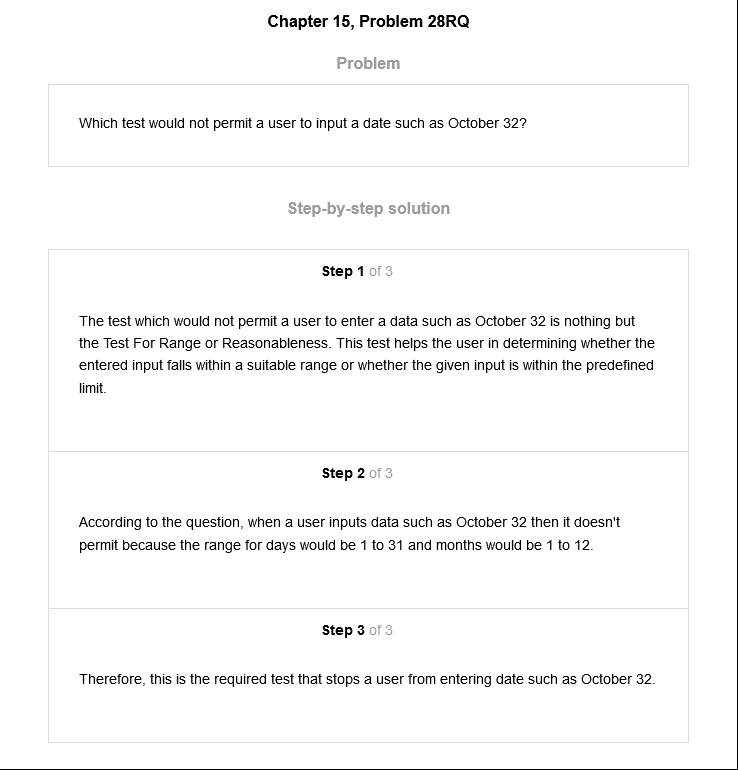 Chapter 15, Problem 28RQ
Problem
Which test would not permit a user to input a date such as October 32?
Step-by-step solution
Step 1 of 3
The test which would not permit a user to enter a data such as October 32 is nothing but
the Test For Range or Reasonableness. This test helps the user in determining whether the
entered input falls within a suitable range or whether the given input is within the predefined
limit.
Step 2 of 3
According to the question, when a user inputs data such as October 32 then it doesn't
permit because the range for days would be 1 to 31 and months would be 1 to 12.
Step 3 of 3
Therefore, this is the required test that stops a user from entering date such as October 32.